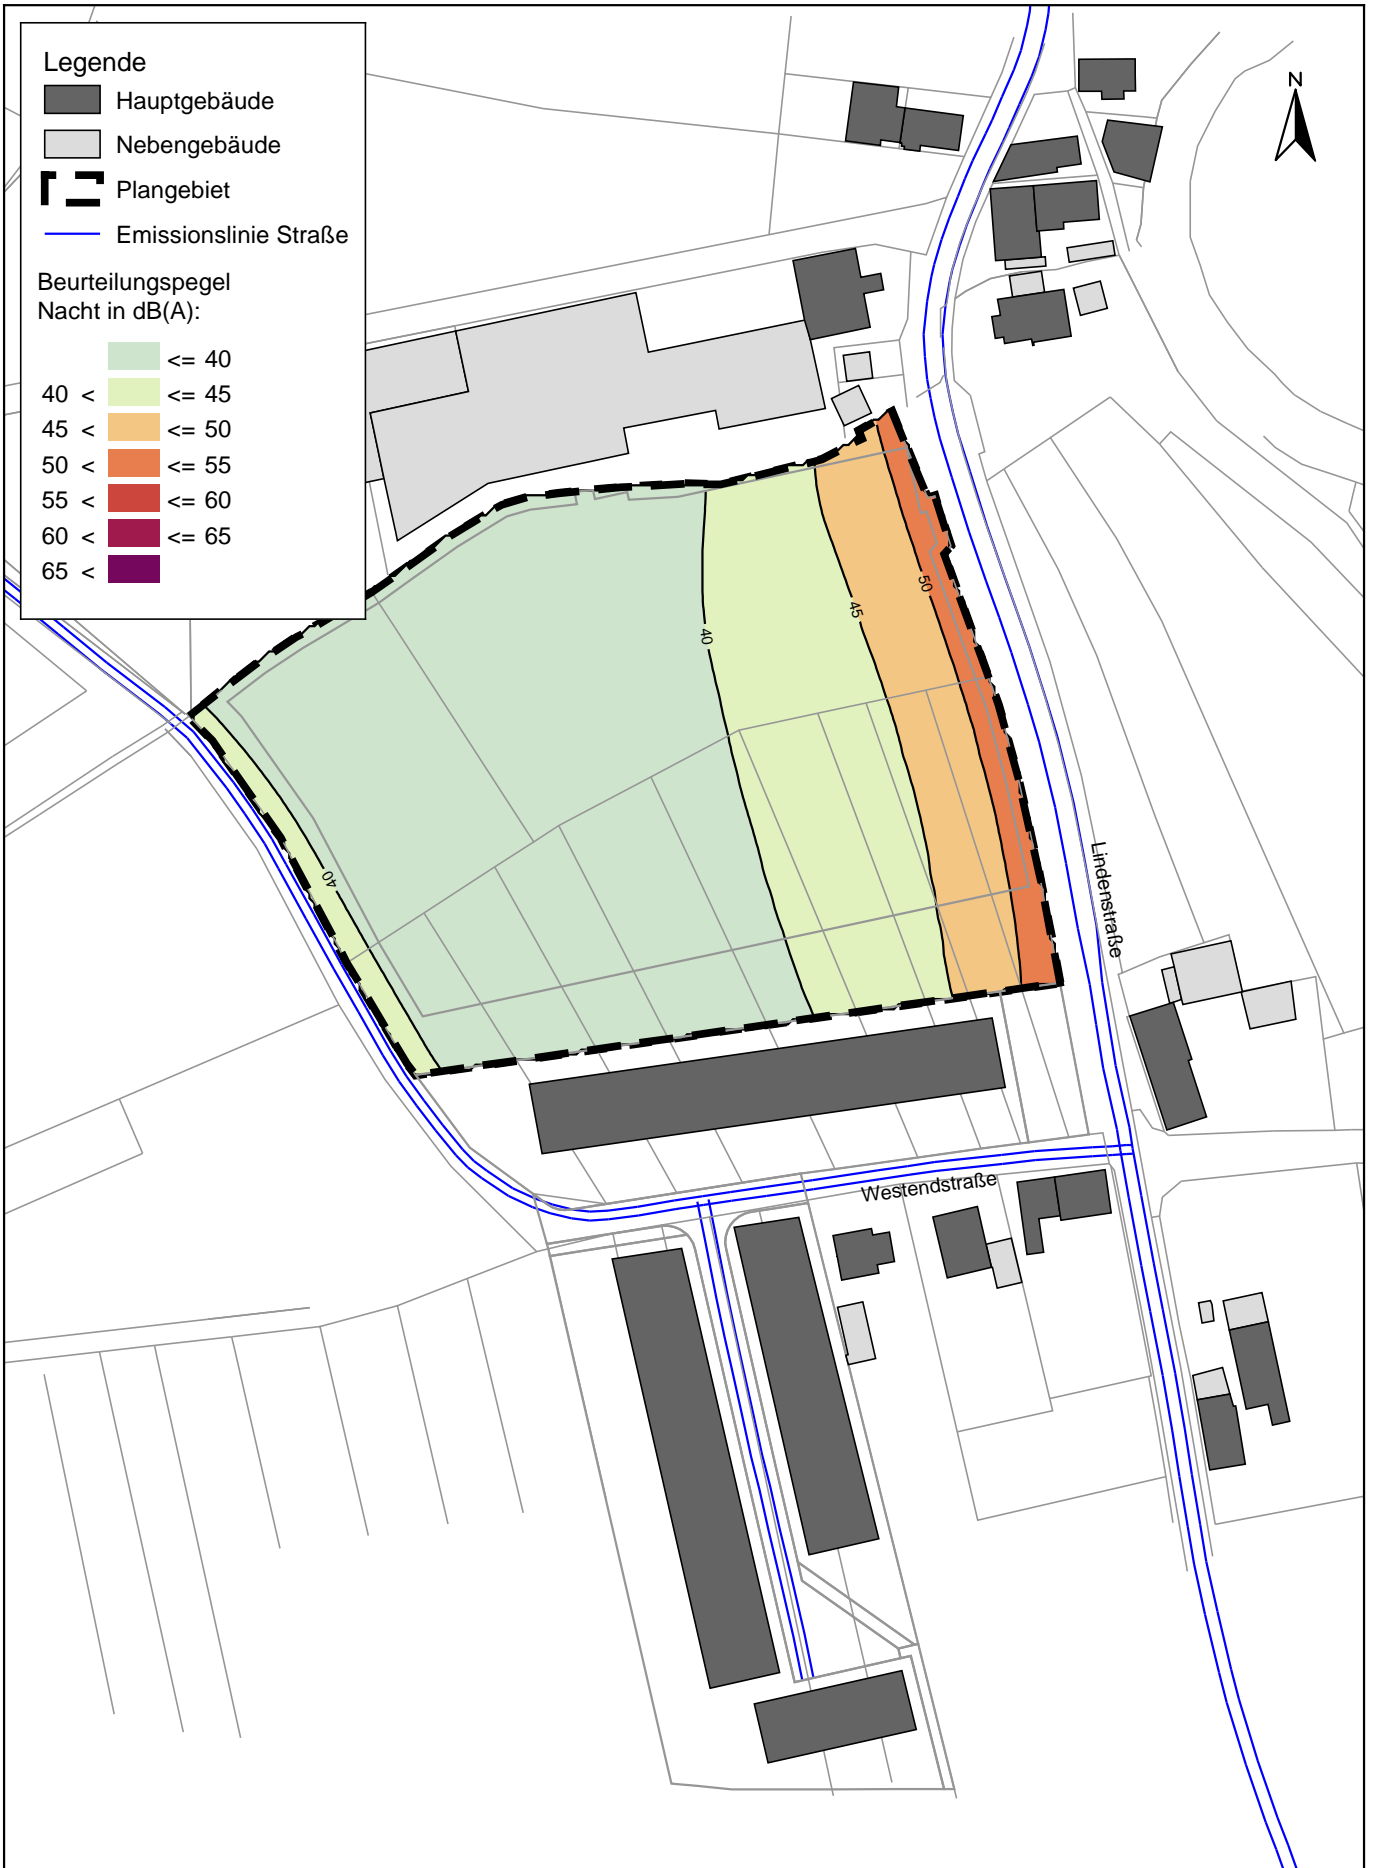 Legende
Hauptgebäude
Nebengebäude
Plangebiet
Emissionslinie Straße
Beurteilungspegel
Nacht in dB(A):
<= 40
40 < <= 45
45 < <= 50
50 < <= 55
55 < <= 60
60 < <= 65
65 <
N
50
45
40
40
Lindenstraße
Westendstraße